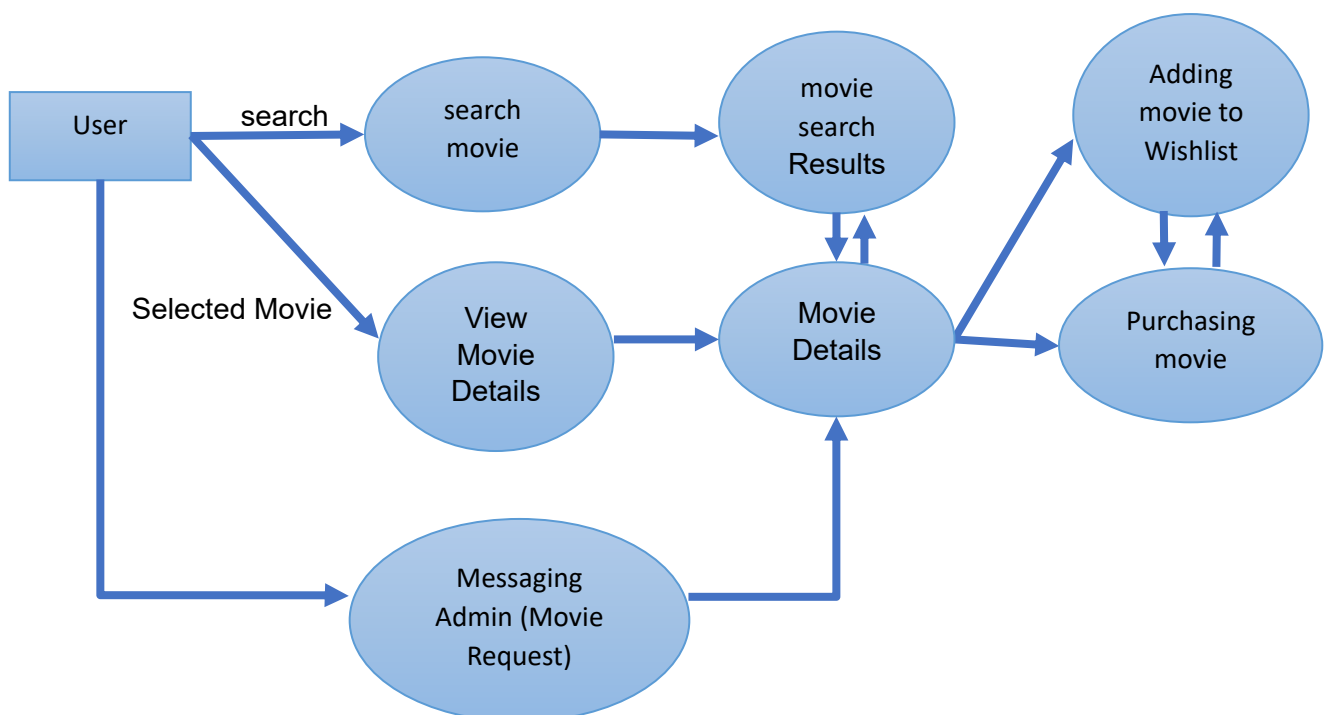 User
search
search
movie
movie
search
Results
Adding
movie to
Wishlist
Selected Movie
View
Movie
Details
Movie
Details
Purchasing
movie
Messaging
Admin (Movie
Request)